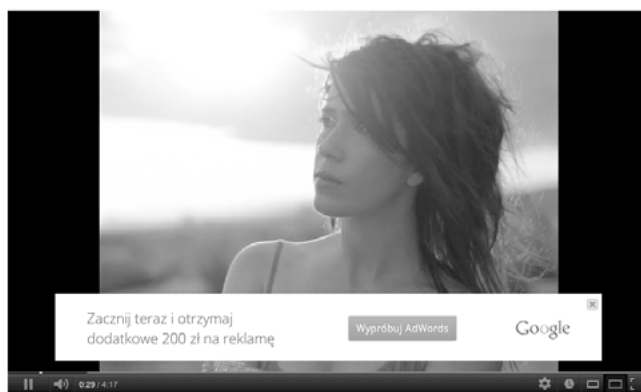 Zacznij teraz i otrzymaj
dodatkowe 200 zł na reklamę
Wypróbuj AdWords
Google
0:29 / 4:17